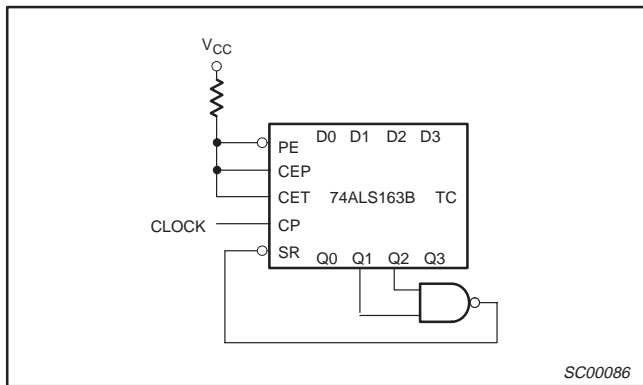 VCC
D0 D1 D2 D3
PE
CEP
CET 74ALS163B TC
CLOCK CP
SR
Q0 Q1 Q2 Q3
SC00086